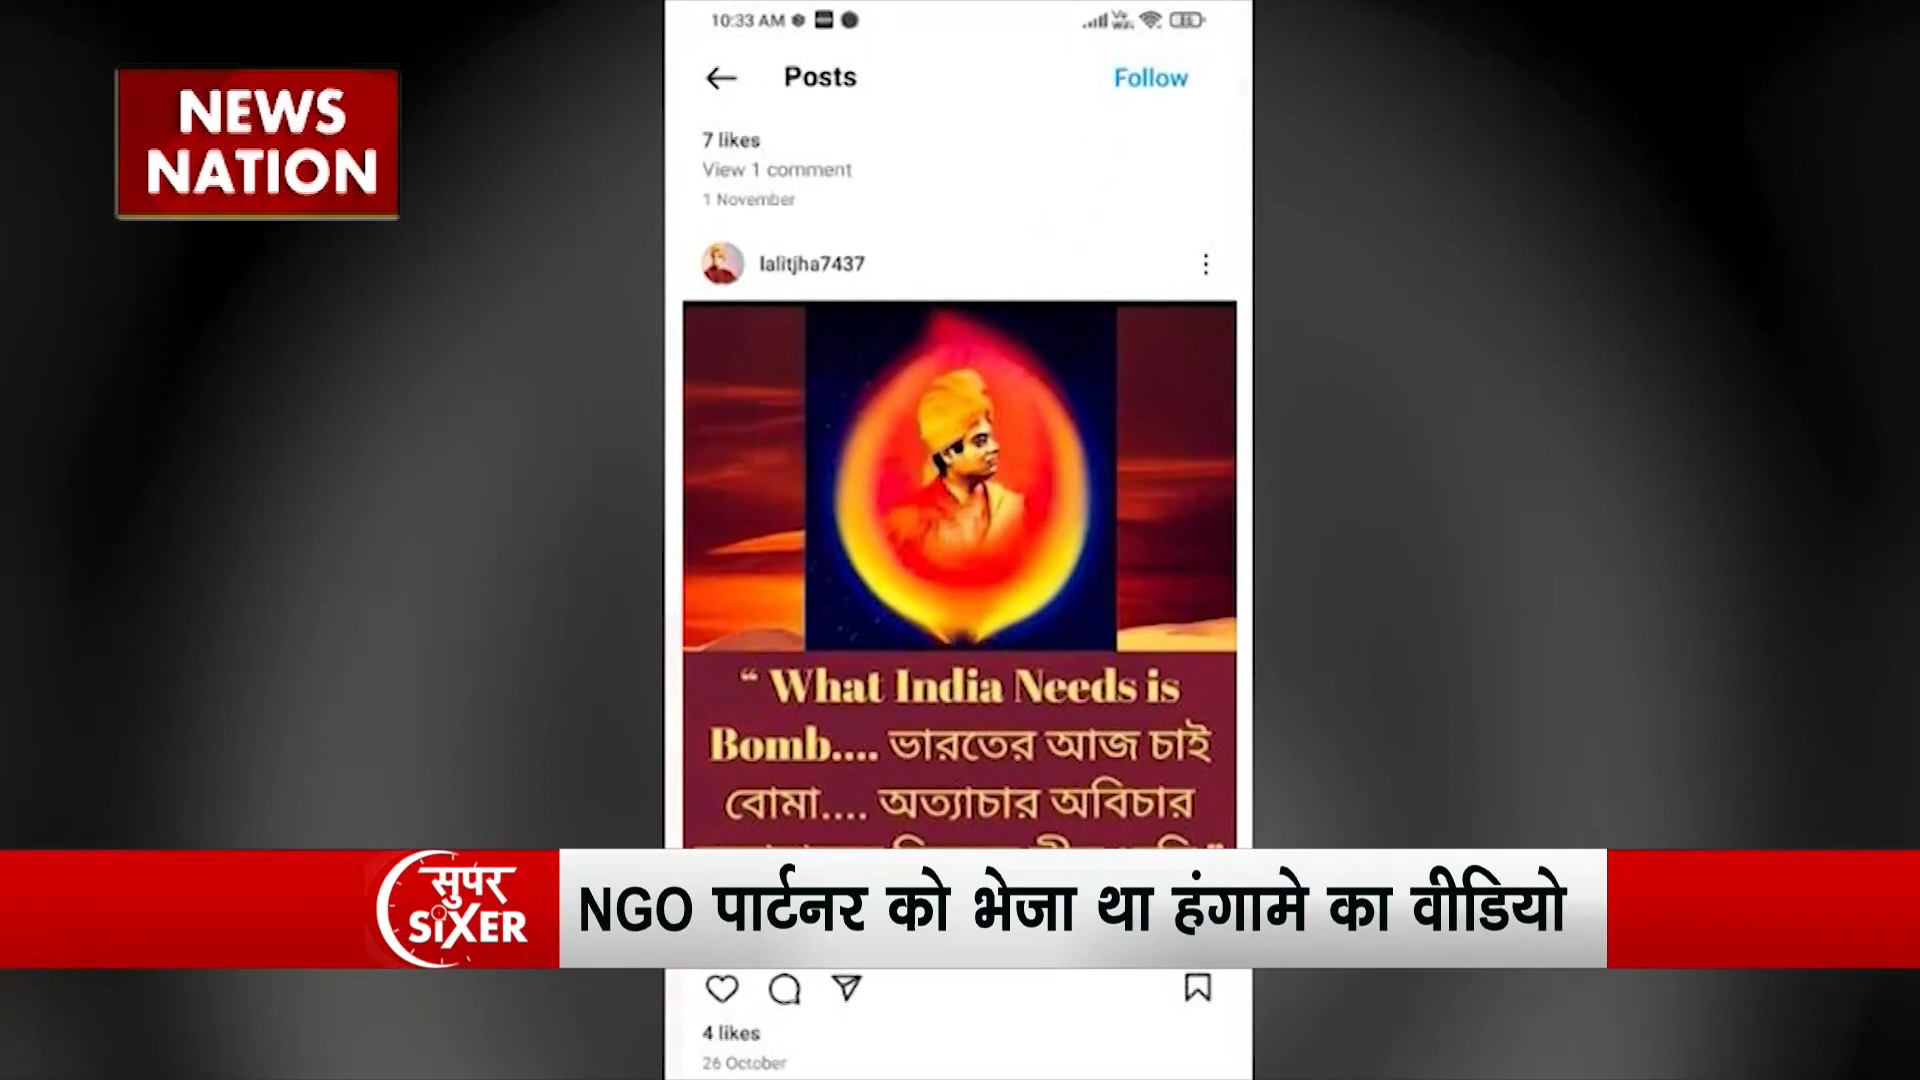 10:33 AM
NEWS
NATION
Posts
Follow
7 likes
View 1 comment
1 November
lalitjha7437
“ What India Needs is
Bomb.... ভারতের আজ চাই
বোমা.... অত্যাচার অবিচার
सुपर
SIXER
NGO पार्टनर को भेजा था हंगामे का वीडियो
4 likes
26 October